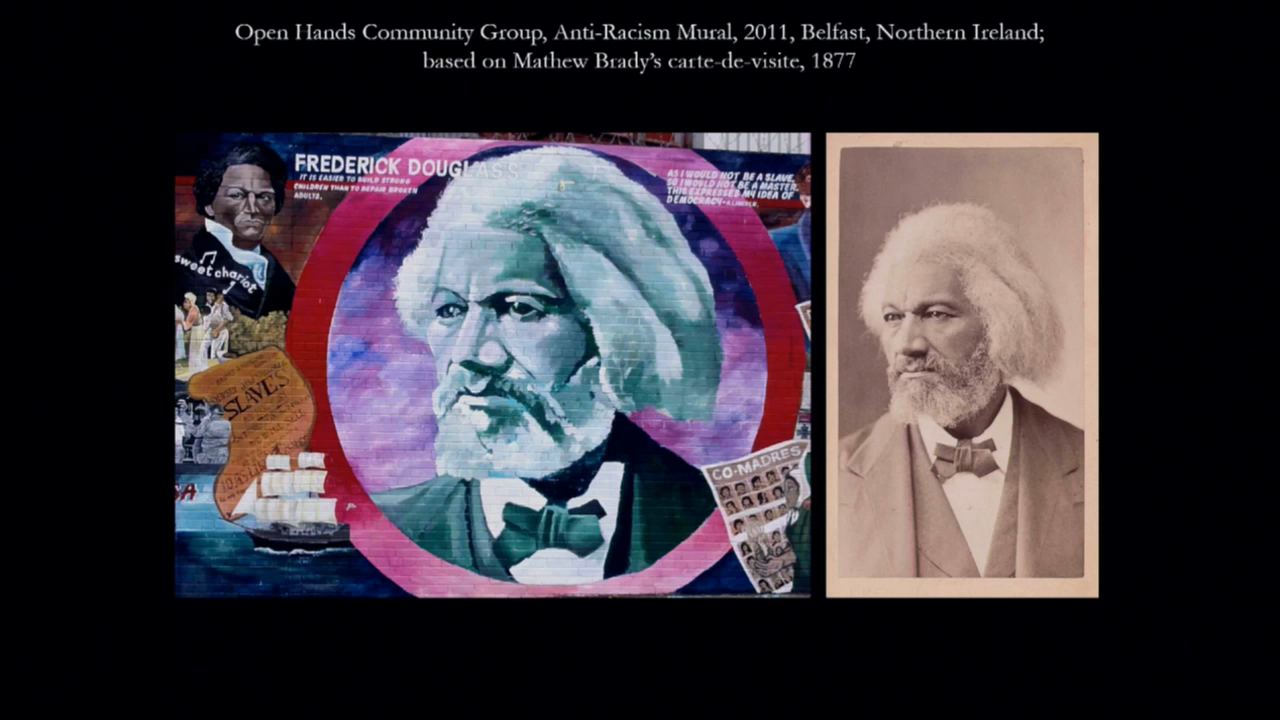 Open Hands Community Group, Anti-Racism Mural, 2011, Belfast, Northern Ireland;
based on Mathew Brady's carte-de-visite, 1877
FREDERICK DOUGLASS
IT IS EASIER TO BUILD STRONG
CHILDREN THAN TO REPAIR BROKEN
ADULTS.
AS I WOULD NOT BE A SLAVE,
SO I WOULD NOT BE A MASTER.
THIS EXPRESSES MY IDEA OF
DEMOCRACY-A.LINCOLN.
sweet chariot
SLAVES
CO-MADRES